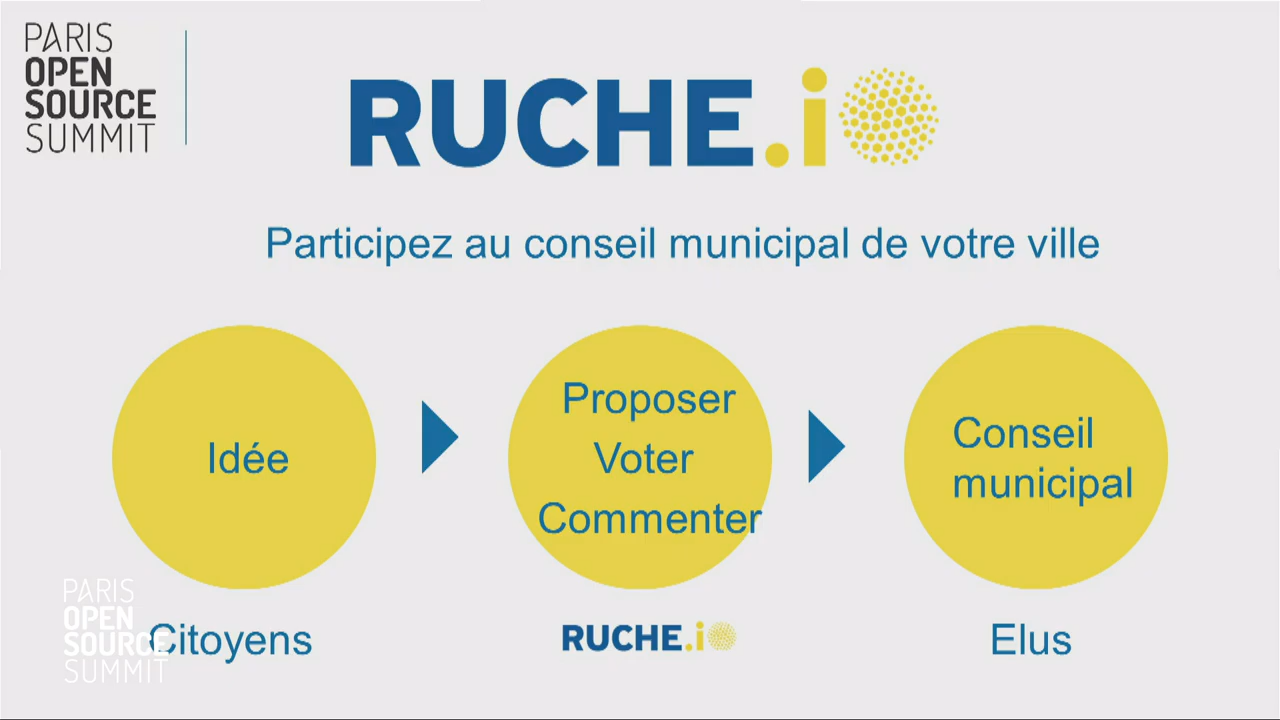 PARIS
OPEN
SOURCE
SUMMIT
RUCHE.io
Participez au conseil municipal de votre ville
Idée
Proposer
Voter
Commenter
Conseil
municipal
PARIS
OPEN
SOURCE
SUMMIT
Citoyens
RUCHE.io
Elus